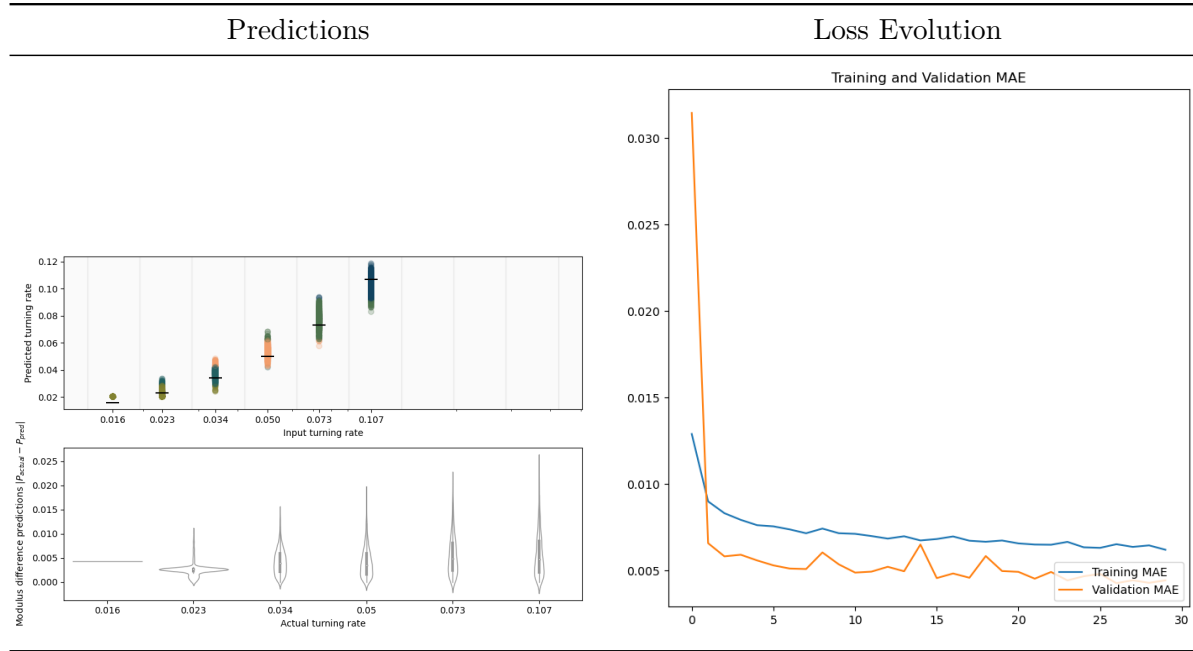 Predictions
Loss Evolution
Predicted turning rate
0.12
0.10
0.08
0.06
0.04
0.02
0.016 0.023 0.034 0.050 0.073 0.107
Input turning rate
Modulus difference predictions |P_actual − P_pred|
0.025
0.020
0.015
0.010
0.005
0.000
0.016 0.023 0.034 0.05 0.073 0.107
Actual turning rate
Training and Validation MAE
0.030
0.025
0.020
0.015
0.010
0.005
Training MAE
Validation MAE
0 5 10 15 20 25 30